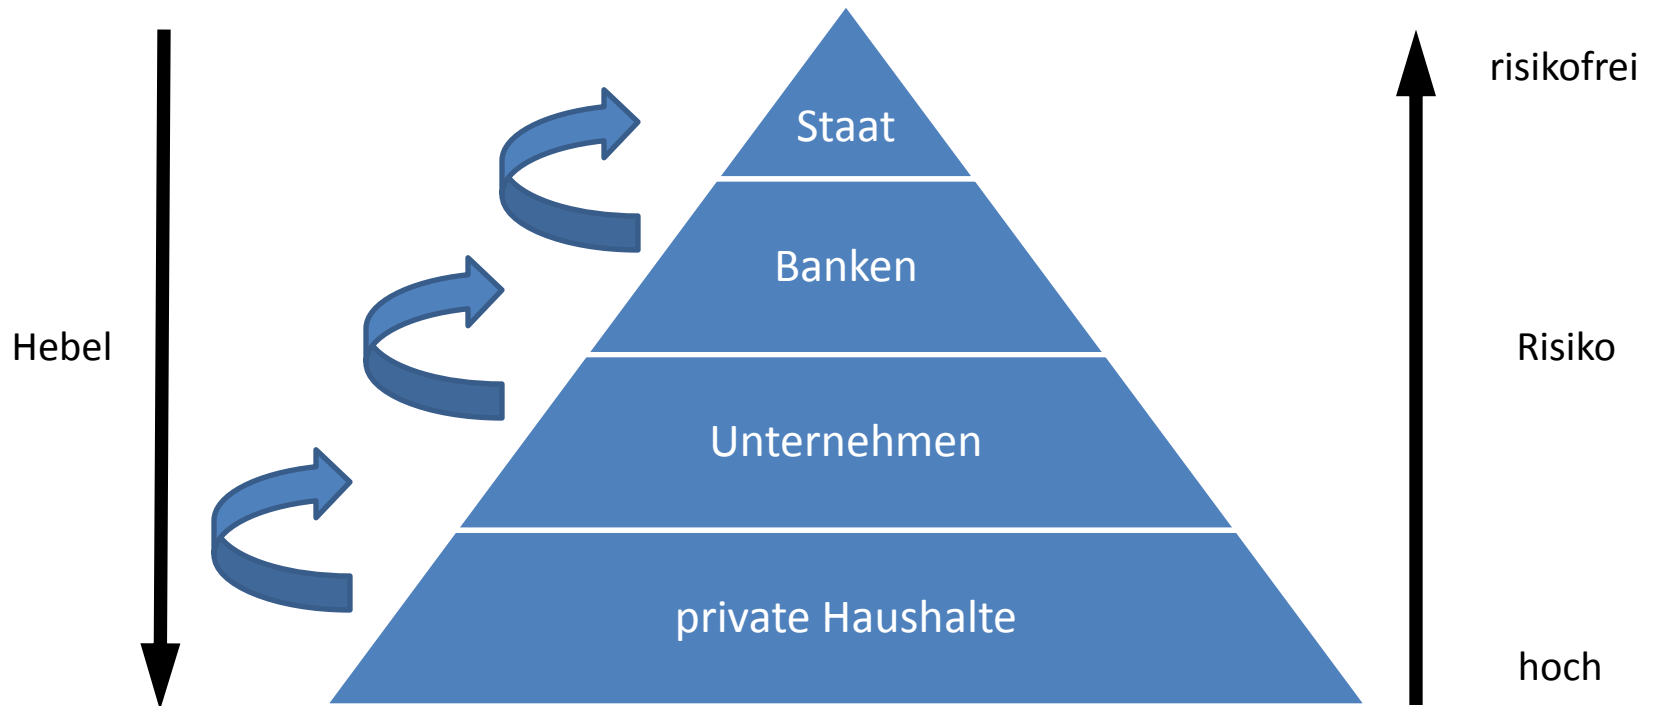 risikofrei
Staat
Banken
Hebel
Risiko
Unternehmen
private Haushalte
hoch